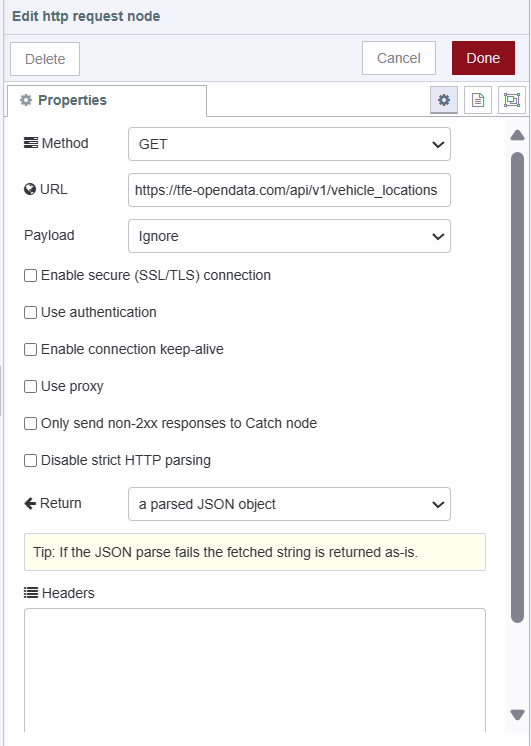 Edit http request node
Delete
Cancel
Done
Properties
Method
GET
URL
https://tfe-opendata.com/api/v1/vehicle_locations
Payload
Ignore
Enable secure (SSL/TLS) connection
Use authentication
Enable connection keep-alive
Use proxy
Only send non-2xx responses to Catch node
Disable strict HTTP parsing
Return
a parsed JSON object
Tip: If the JSON parse fails the fetched string is returned as-is.
Headers